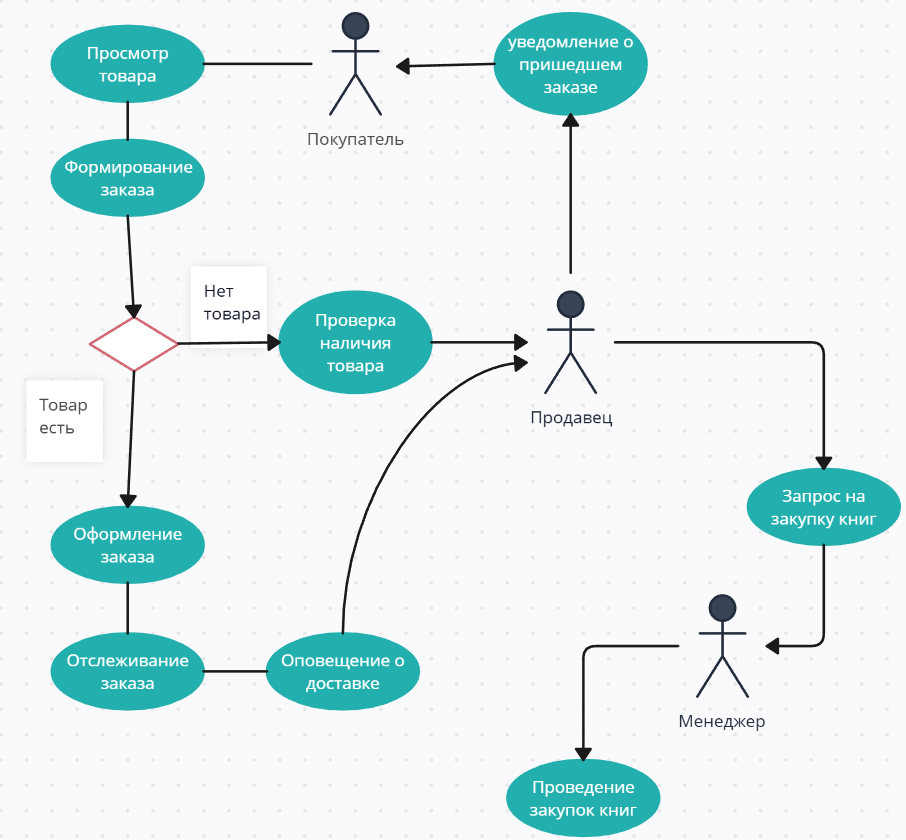 Просмотр
товара
Покупатель
уведомление о
пришедшем
заказе
Формирование
заказа
Нет
товара
Проверка
наличия
товара
Продавец
Товар
есть
Запрос на
закупку книг
Оформление
заказа
Отслеживание
заказа
Оповещение о
доставке
Менеджер
Проведение
закупок книг